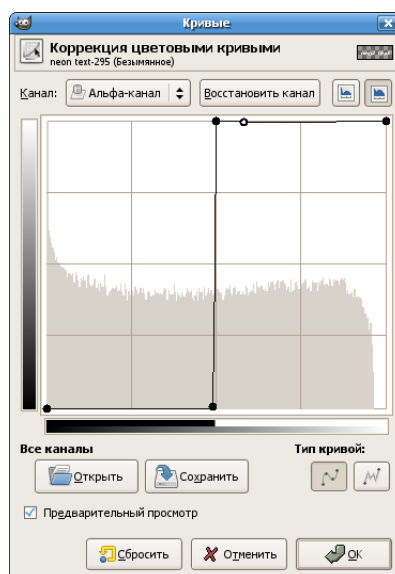 Кривые
Коррекция цветовыми кривыми
neon text-295 (Безымянное)
Канал: Альфа-канал Восстановить канал
Все каналы Тип кривой:
Открыть Сохранить
Предварительный просмотр
Сбросить Отменить OK